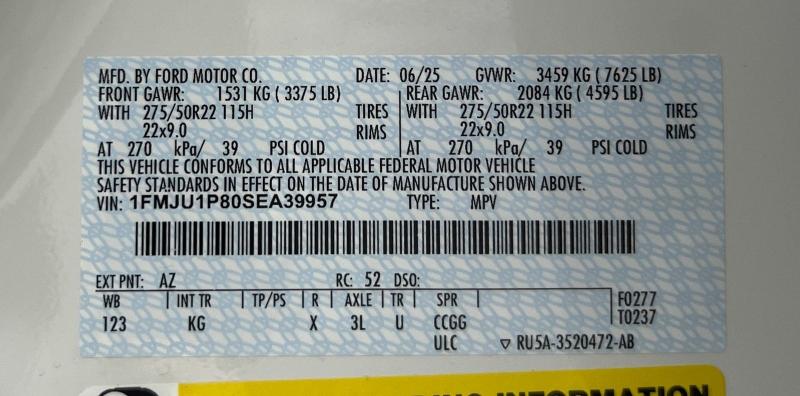 MFD. BY FORD MOTOR CO. DATE: 06/25 GVWR: 3459 KG ( 7625 LB)
FRONT GAWR: 1531 KG ( 3375 LB) REAR GAWR: 2084 KG ( 4595 LB)
WITH 275/50R22 115H TIRES WITH 275/50R22 115H TIRES
22x9.0 RIMS 22x9.0 RIMS
AT 270 kPa/ 39 PSI COLD AT 270 kPa/ 39 PSI COLD
THIS VEHICLE CONFORMS TO ALL APPLICABLE FEDERAL MOTOR VEHICLE
SAFETY STANDARDS IN EFFECT ON THE DATE OF MANUFACTURE SHOWN ABOVE.
VIN: 1FMJU1P80SEA39957 TYPE: MPV
EXT PNT: AZ RC: 52 DSO:
WB INT TR TP/PS R AXLE TR SPR F0277
123 KG X 3L U CCGG T0237
ULC RU5A-3520472-AB
INFORMATION